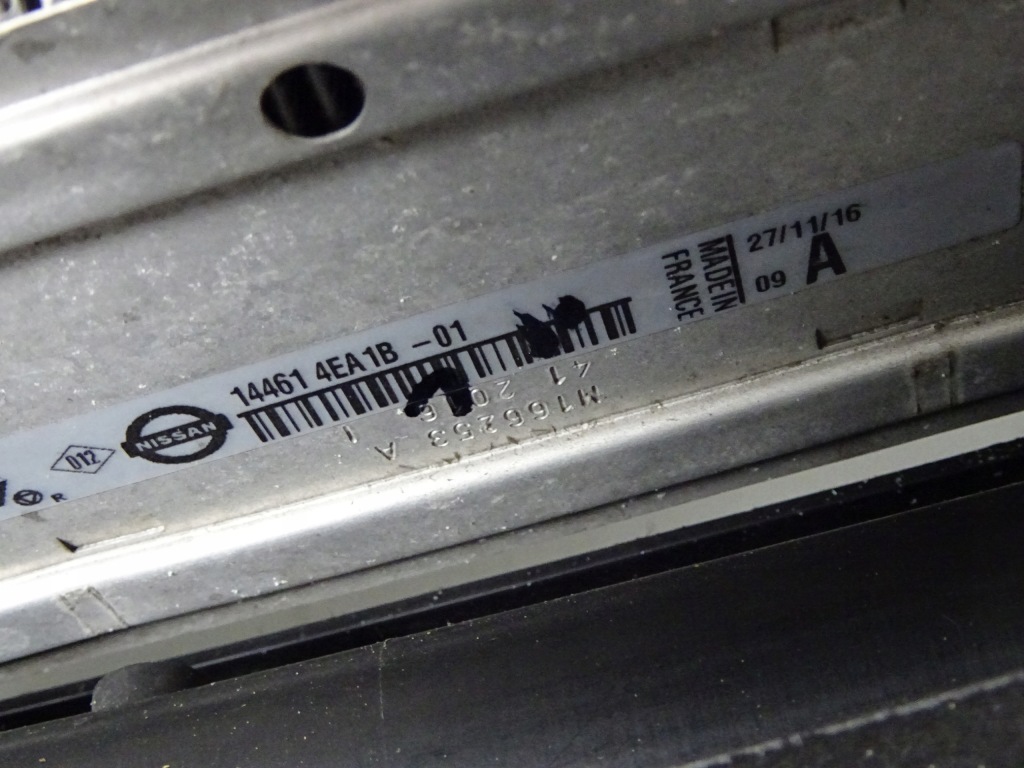 14461 4EA1B -01
NISSAN
012
R
MADE IN
FRANCE
27/11/16
09 A
M166253 A
41 2016 1